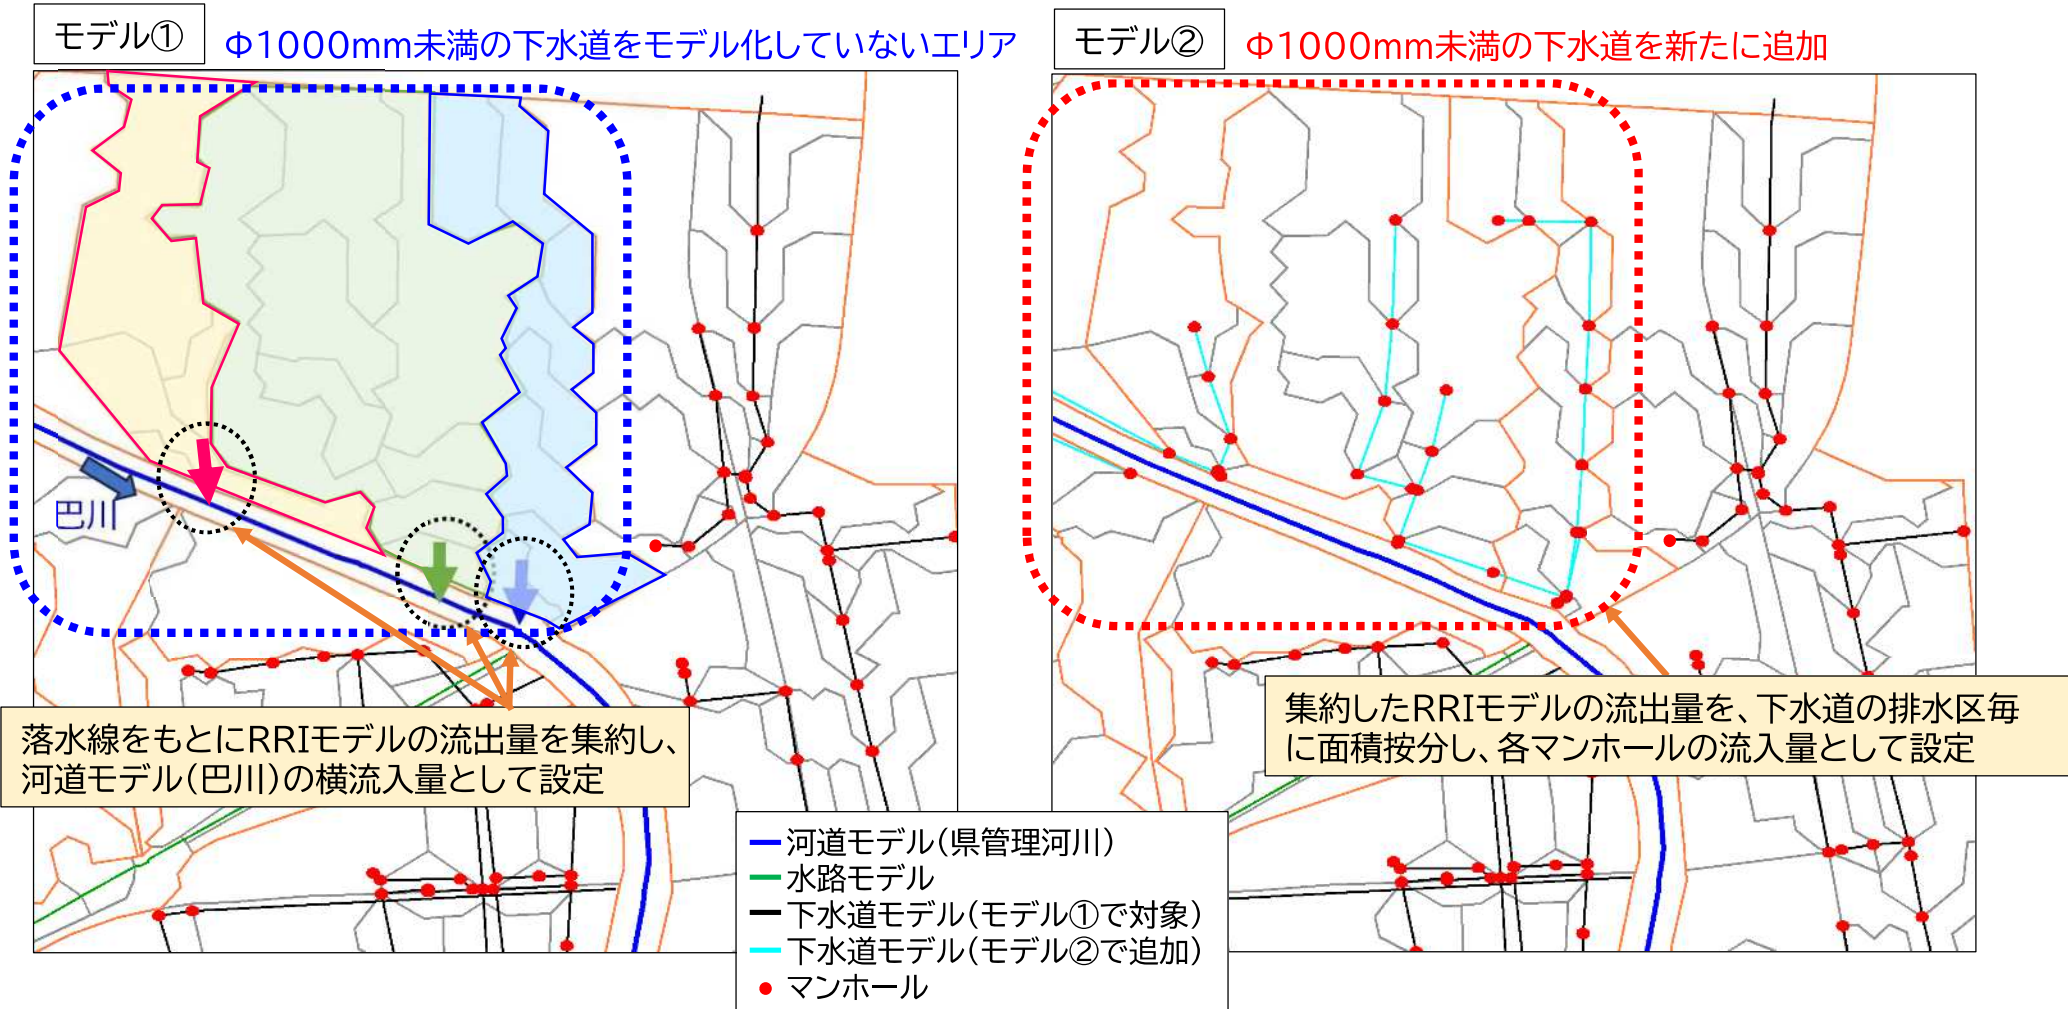 モデル①
Φ1000mm未満の下水道をモデル化していないエリア
モデル②
Φ1000mm未満の下水道を新たに追加
巴川
落水線をもとにRRIモデルの流出量を集約し、
河道モデル(巴川)の横流入量として設定
集約したRRIモデルの流出量を、下水道の排水区毎
に面積按分し、各マンホールの流入量として設定
河道モデル(県管理河川)
水路モデル
下水道モデル(モデル①で対象)
下水道モデル(モデル②で追加)
マンホール